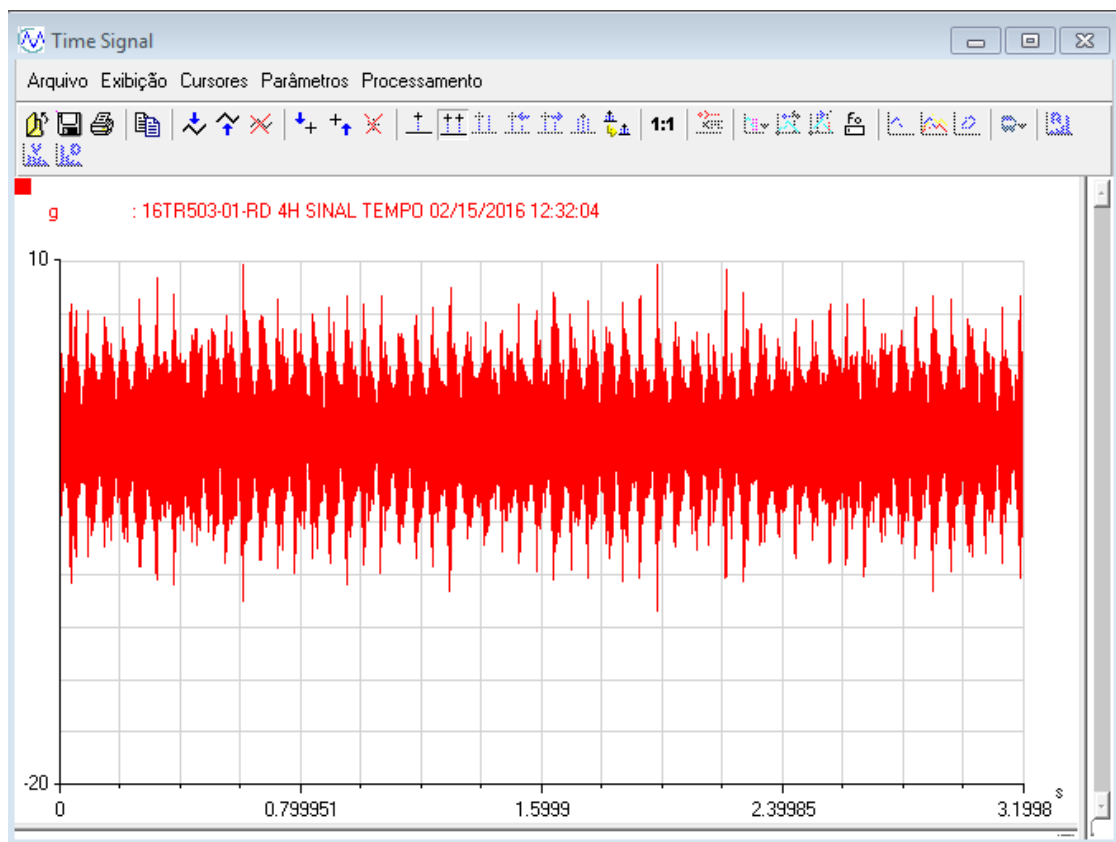 Time Signal
Arquivo Exibição Cursores Parâmetros Processamento
1:1
g : 16TR503-01-RD 4H SINAL TEMPO 02/15/2016 12:32:04
10
-20
0 0.799951 1.5999 2.39985 3.1998 s